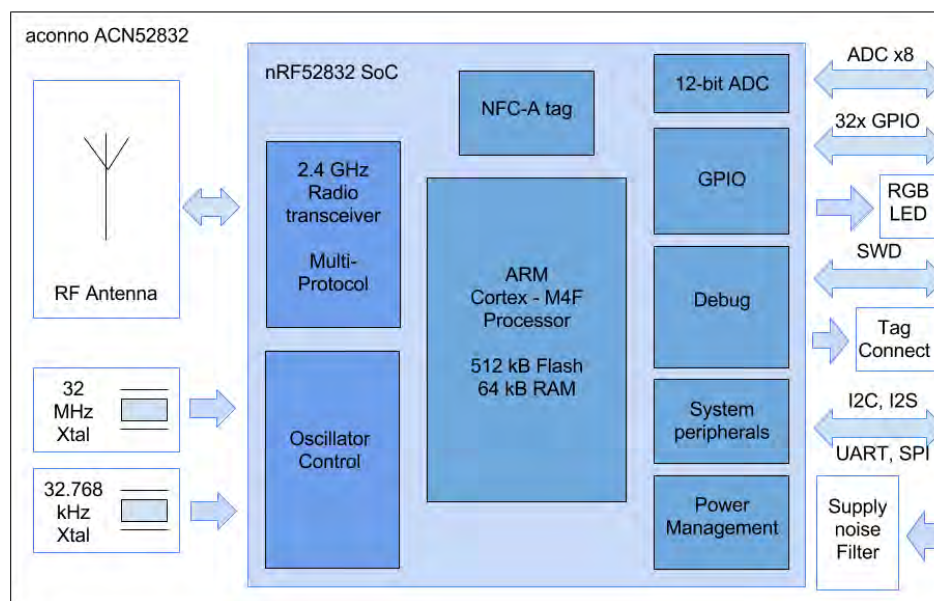 aconno ACN52832
RF Antenna
32
MHz
Xtal
32.768
kHz
Xtal
nRF52832 SoC
2.4 GHz
Radio
transceiver
Multi-
Protocol
Oscillator
Control
NFC-A tag
ARM
Cortex - M4F
Processor
512 kB Flash
64 kB RAM
12-bit ADC
GPIO
Debug
System
peripherals
Power
Management
ADC x8
32x GPIO
RGB
LED
SWD
Tag
Connect
I2C, I2S
UART, SPI
Supply
noise
Filter